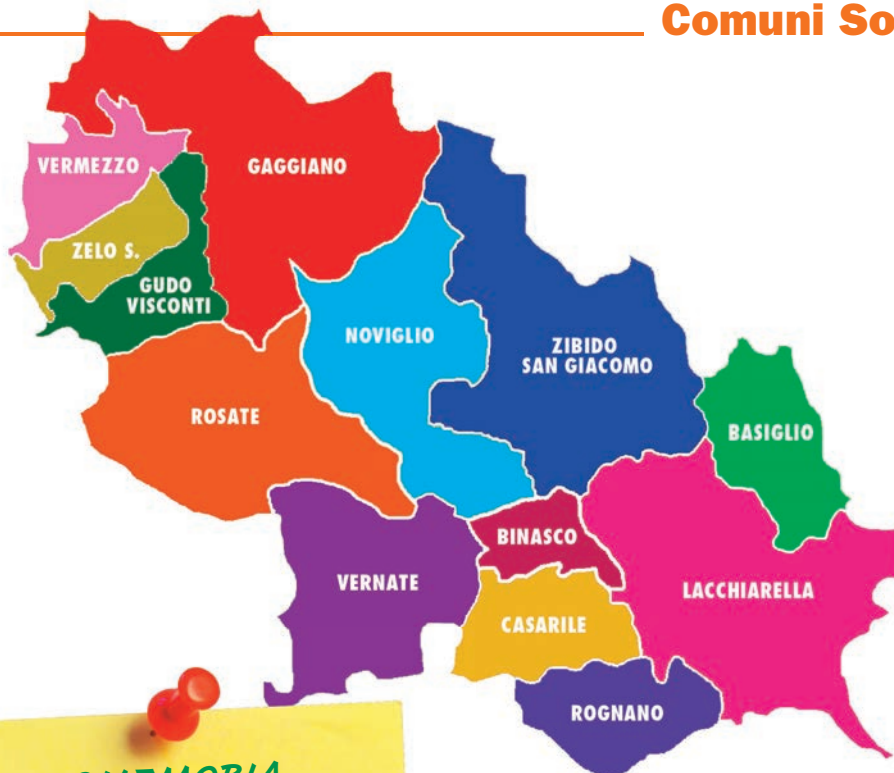 Comuni So
VERMEZZO
GAGGIANO
ZELO S.
GUDO
VISCONTI
NOVIGLIO
ZIBIDO
SAN GIACOMO
ROSATE
BASIGLIO
BINASCO
VERNATE
LACCHIARELLA
CASARILE
ROGNANO